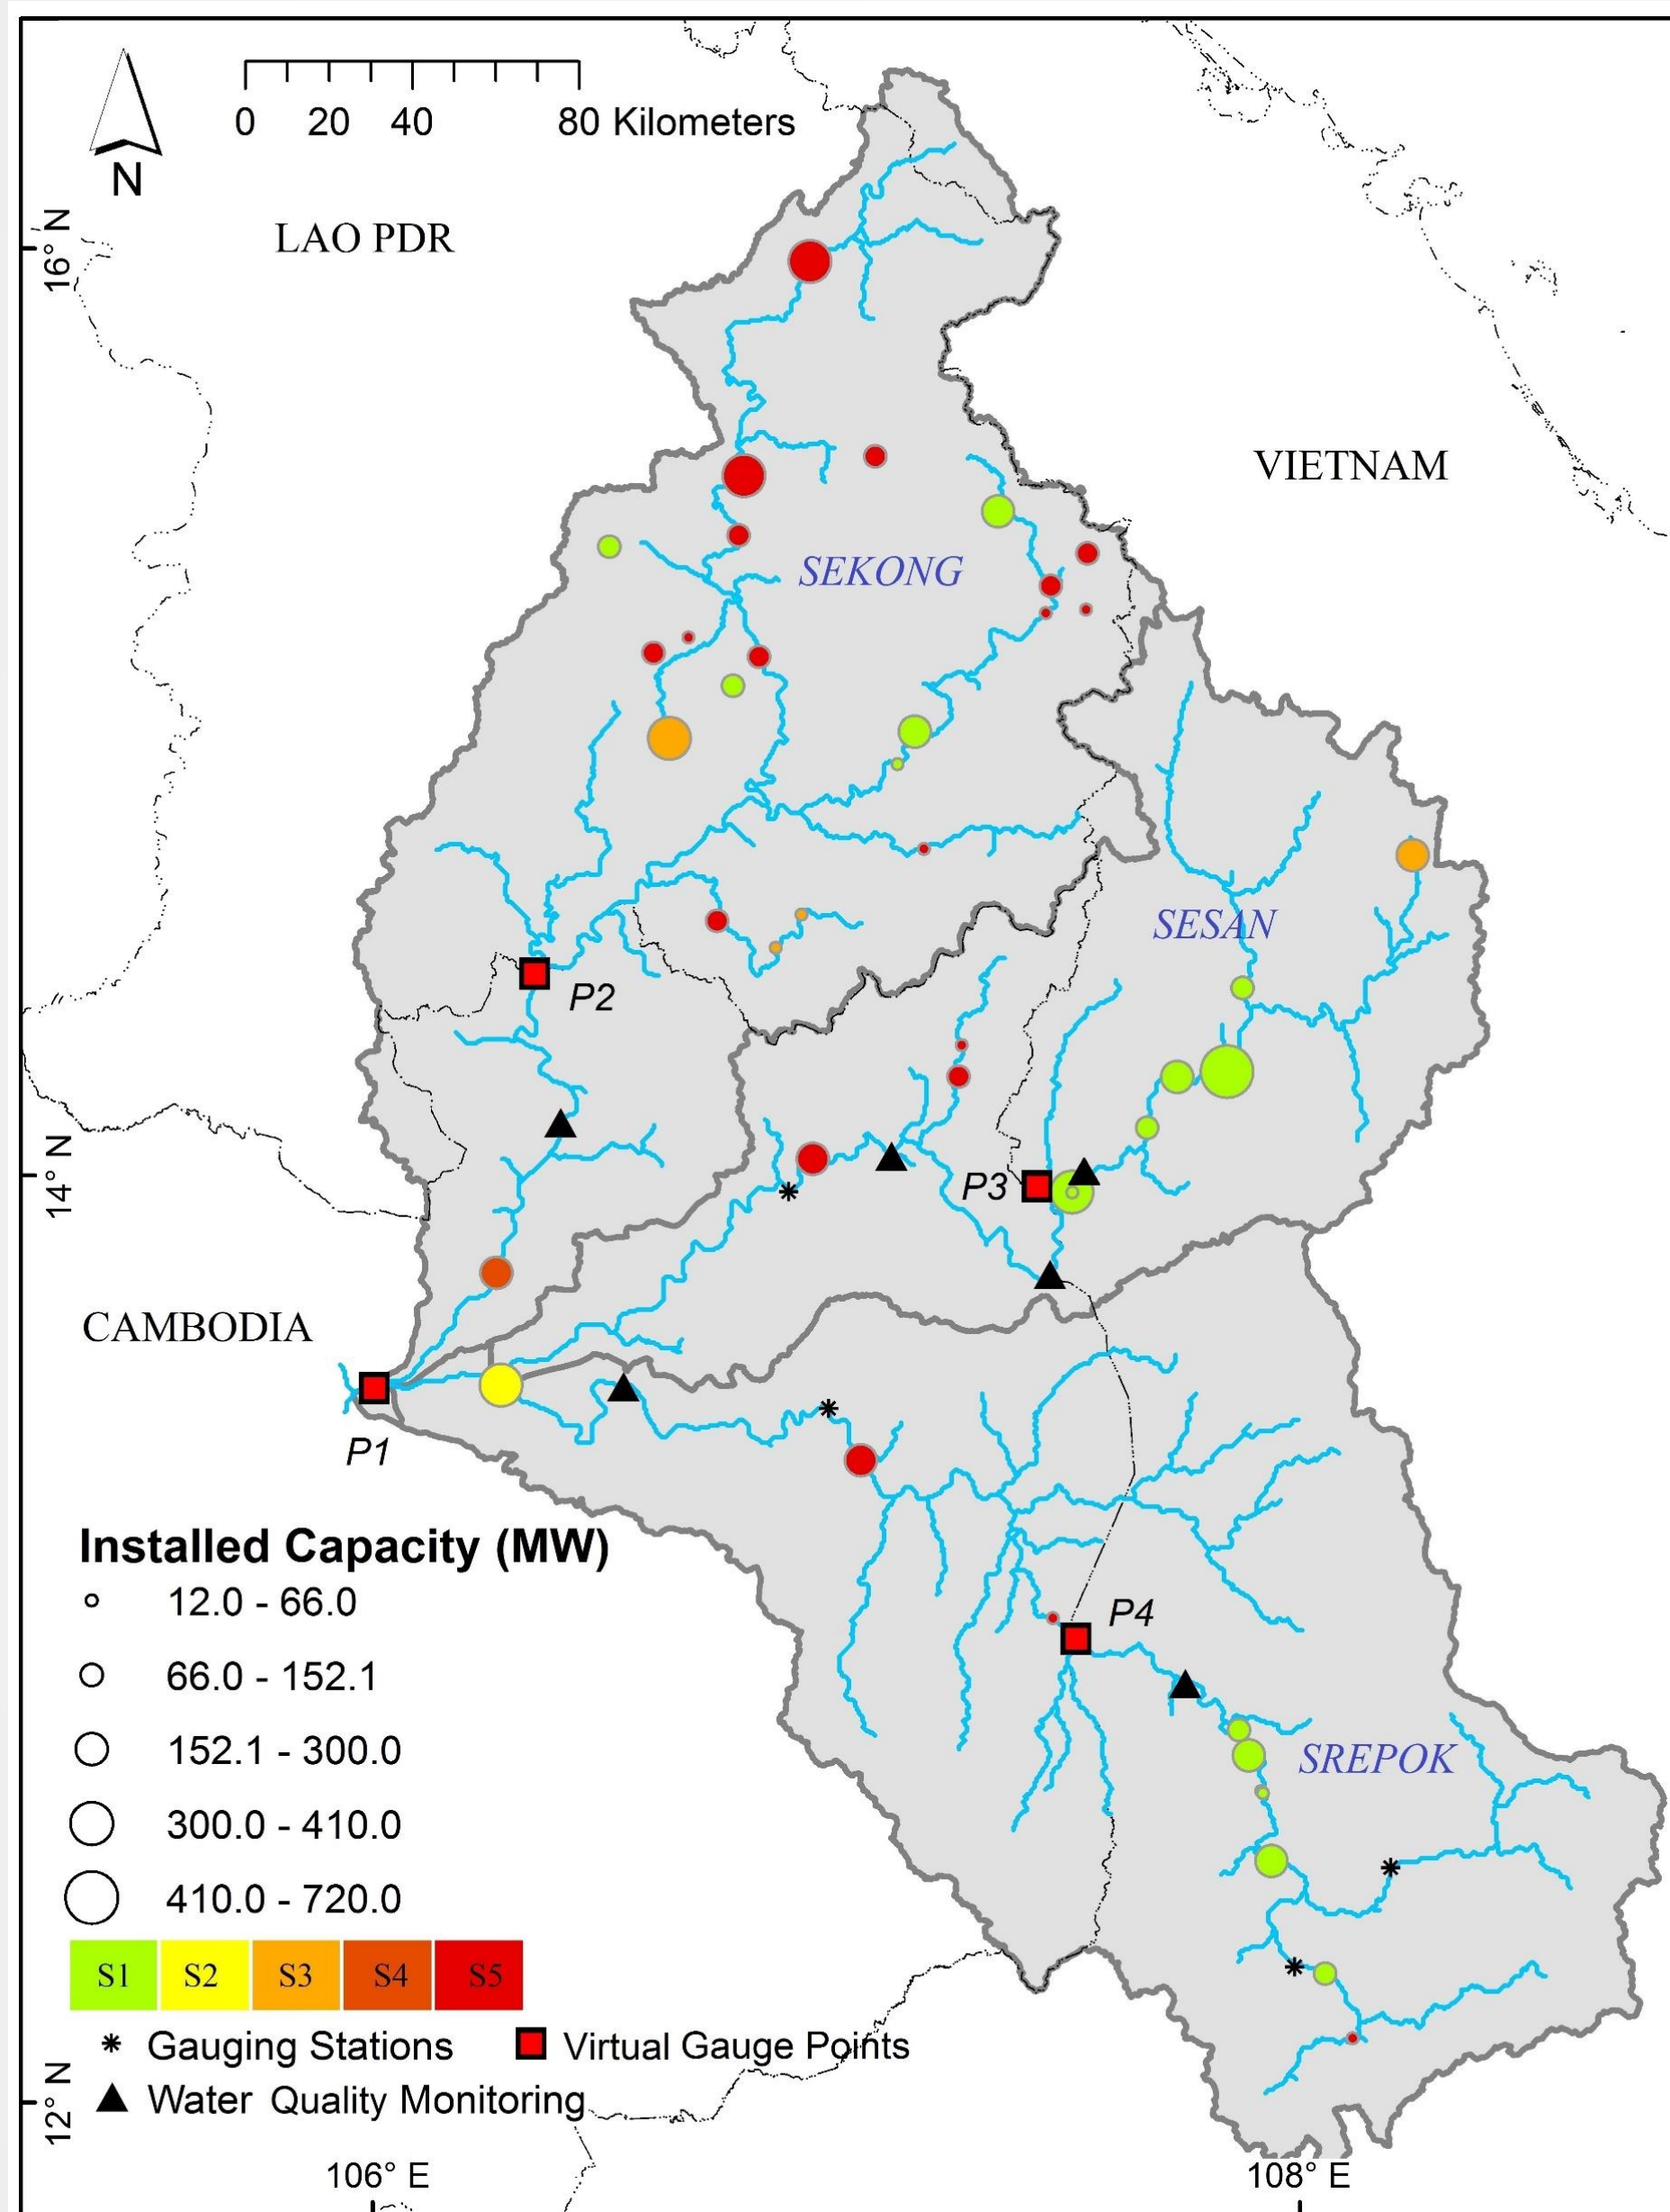 0 20 40 80 Kilometers
N
16° N
LAO PDR
VIETNAM
SEKONG
SESAN
P2
14° N
P3
CAMBODIA
P1
Installed Capacity (MW)
12.0 - 66.0
P4
66.0 - 152.1
152.1 - 300.0
SREPOK
300.0 - 410.0
410.0 - 720.0
S1 S2 S3 S4 S5
Gauging Stations
Virtual Gauge Points
Water Quality Monitoring
12° N
106° E
108° E